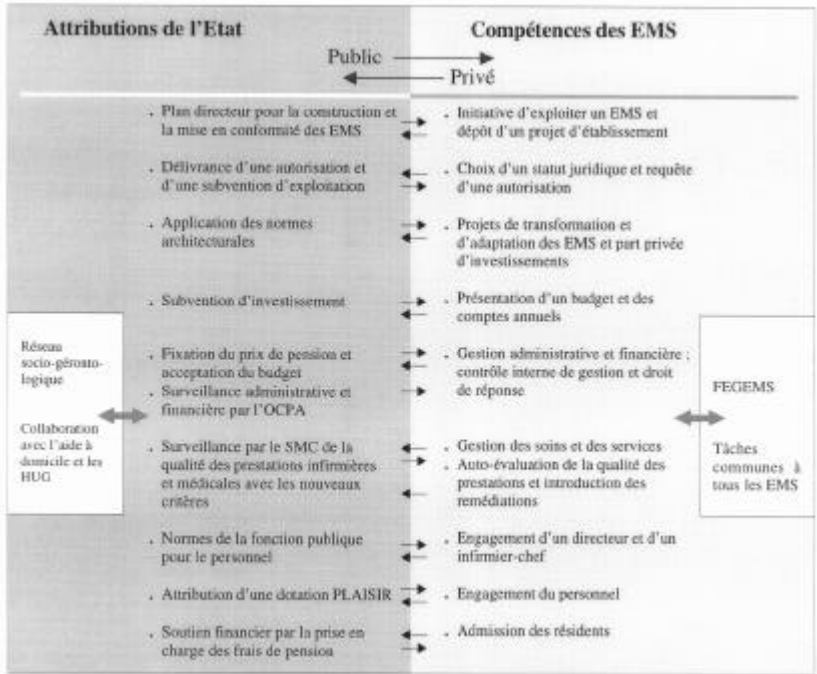 Attributions de l'Etat
Compétences des EMS
Public
Privé
. Plan directeur pour la construction et
la mise en conformité des EMS
. Initiative d'exploiter un EMS et
dépôt d'un projet d'établissement
. Délivrance d'une autorisation et
d'une subvention d'exploitation
. Choix d'un statut juridique et requête
d'une autorisation
. Application des normes
architecturales
. Projets de transformation et
d'adaptation des EMS et part privée
d'investissements
. Subvention d'investissement
. Présentation d'un budget et des
comptes annuels
Réseau
socio-géronto-
logique
Collaboration
avec l'aide à
domicile et les
HUG
. Fixation du prix de pension et
acceptation du budget
. Surveillance administrative et
financière par l'OCPA
. Gestion administrative et financière ;
contrôle interne de gestion et droit
de réponse
FEGEMS
Tâches
communes à
tous les EMS
. Surveillance par le SMC de la
qualité des prestations infirmières
et médicales avec les nouveaux
critères
. Gestion des soins et des services
. Auto-évaluation de la qualité des
prestations et introduction des
remédiations
. Normes de la fonction publique
pour le personnel
. Engagement d'un directeur et d'un
infirmier-chef
. Attribution d'une dotation PLAISIR
. Engagement du personnel
. Soutien financier par la prise en
charge des frais de pension
. Admission des résidents